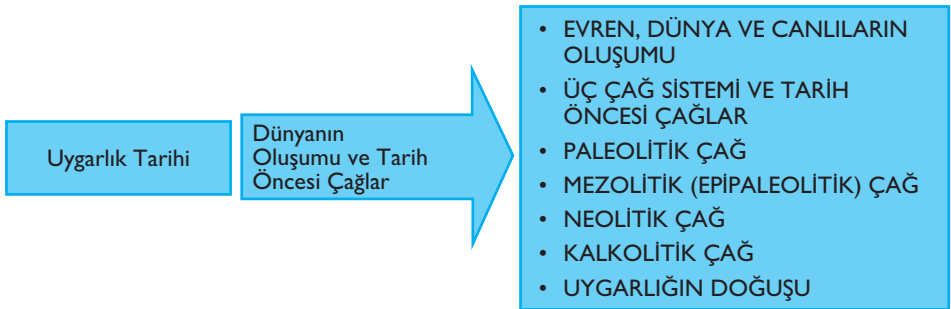 Uygarlık Tarihi
Dünyanın
Oluşumu ve Tarih
Öncesi Çağlar
• EVREN, DÜNYA VE CANLILARIN
OLUŞUMU
• ÜÇ ÇAĞ SİSTEMİ VE TARİH
ÖNCESİ ÇAĞLAR
• PALEOLİTİK ÇAĞ
• MEZOLİTİK (EPİPALEOLİTİK) ÇAĞ
• NEOLİTİK ÇAĞ
• KALKOLİTİK ÇAĞ
• UYGARLIĞIN DOĞUŞU